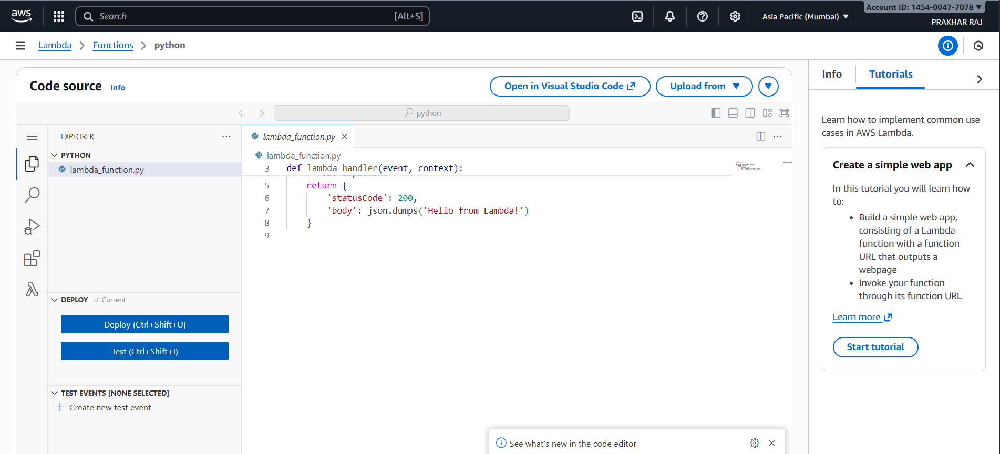 aws
Search
[Alt+S]
Asia Pacific (Mumbai)
Account ID: 1454-0047-7078
PRAKHAR RAJ
Lambda
Functions
python
Code source
Info
Open in Visual Studio Code
Upload from
python
EXPLORER
PYTHON
lambda_function.py
DEPLOY
Current
Deploy (Ctrl+Shift+U)
Test (Ctrl+Shift+I)
TEST EVENTS [NONE SELECTED]
Create new test event
lambda_function.py
lambda_function.py
3 def lambda_handler(event, context):
5 return {
6 'statusCode': 200,
7 'body': json.dumps('Hello from Lambda!')
8 }
9
See what's new in the code editor
Info
Tutorials
Learn how to implement common use
cases in AWS Lambda.
Create a simple web app
In this tutorial you will learn how
to:
• Build a simple web app,
consisting of a Lambda
function with a function
URL that outputs a
webpage
• Invoke your function
through its function URL
Learn more
Start tutorial